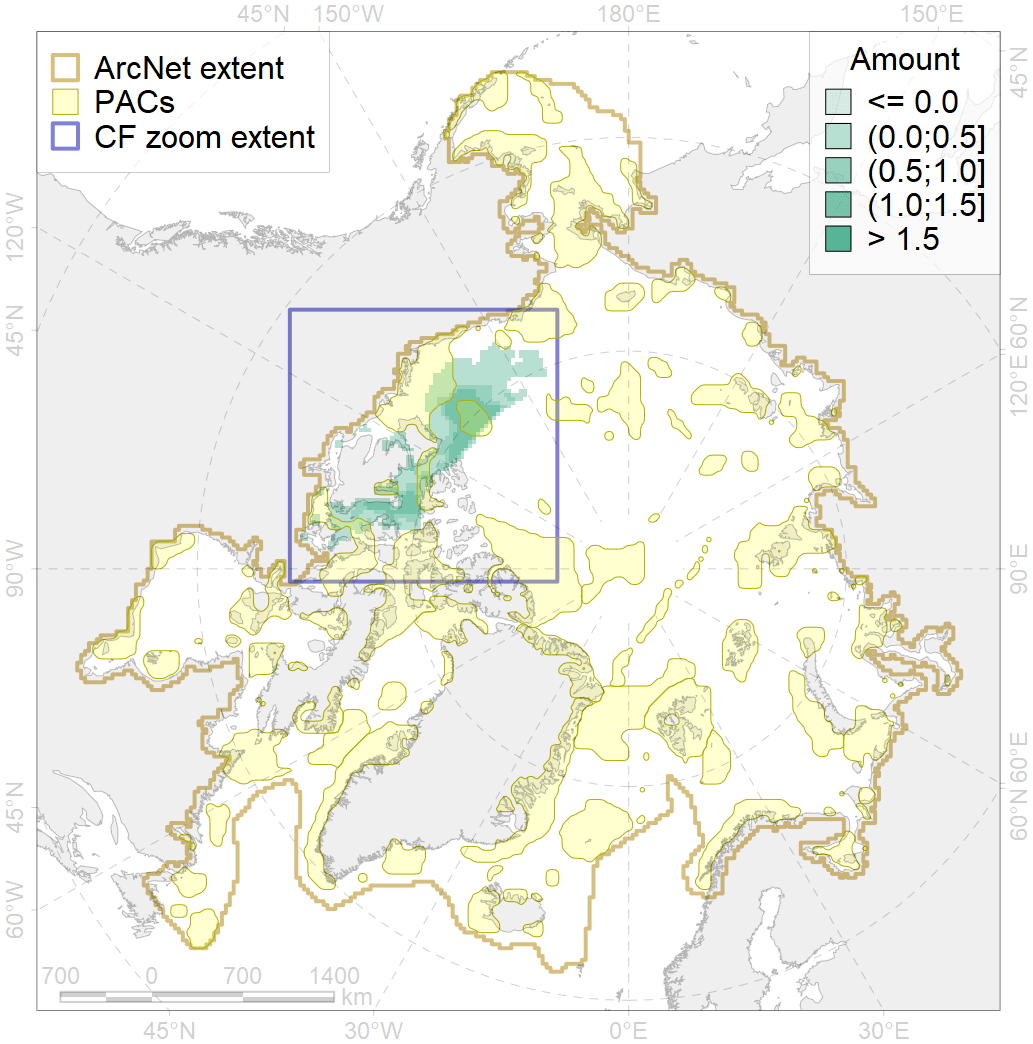 45°N 150°W 180°E 150°E
ArcNet extent
PACs
CF zoom extent
Amount
<= 0.0
(0.0;0.5]
(0.5;1.0]
(1.0;1.5]
> 1.5
45°N
120°W
45°N
90°W
45°N
60°W
60°N
120°E
90°E
60°E
60°N
700 0 700 1400
km
45°N 30°W 0°E 30°E